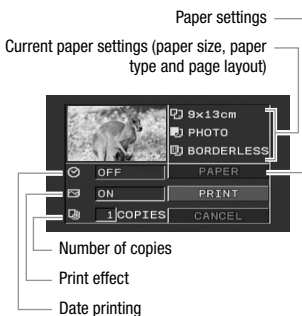 Paper settings
Current paper settings (paper size, paper
type and page layout)
9x13cm
PHOTO
BORDERLESS
OFF
PAPER
ON
PRINT
1 COPIES
CANCEL
Number of copies
Print effect
Date printing